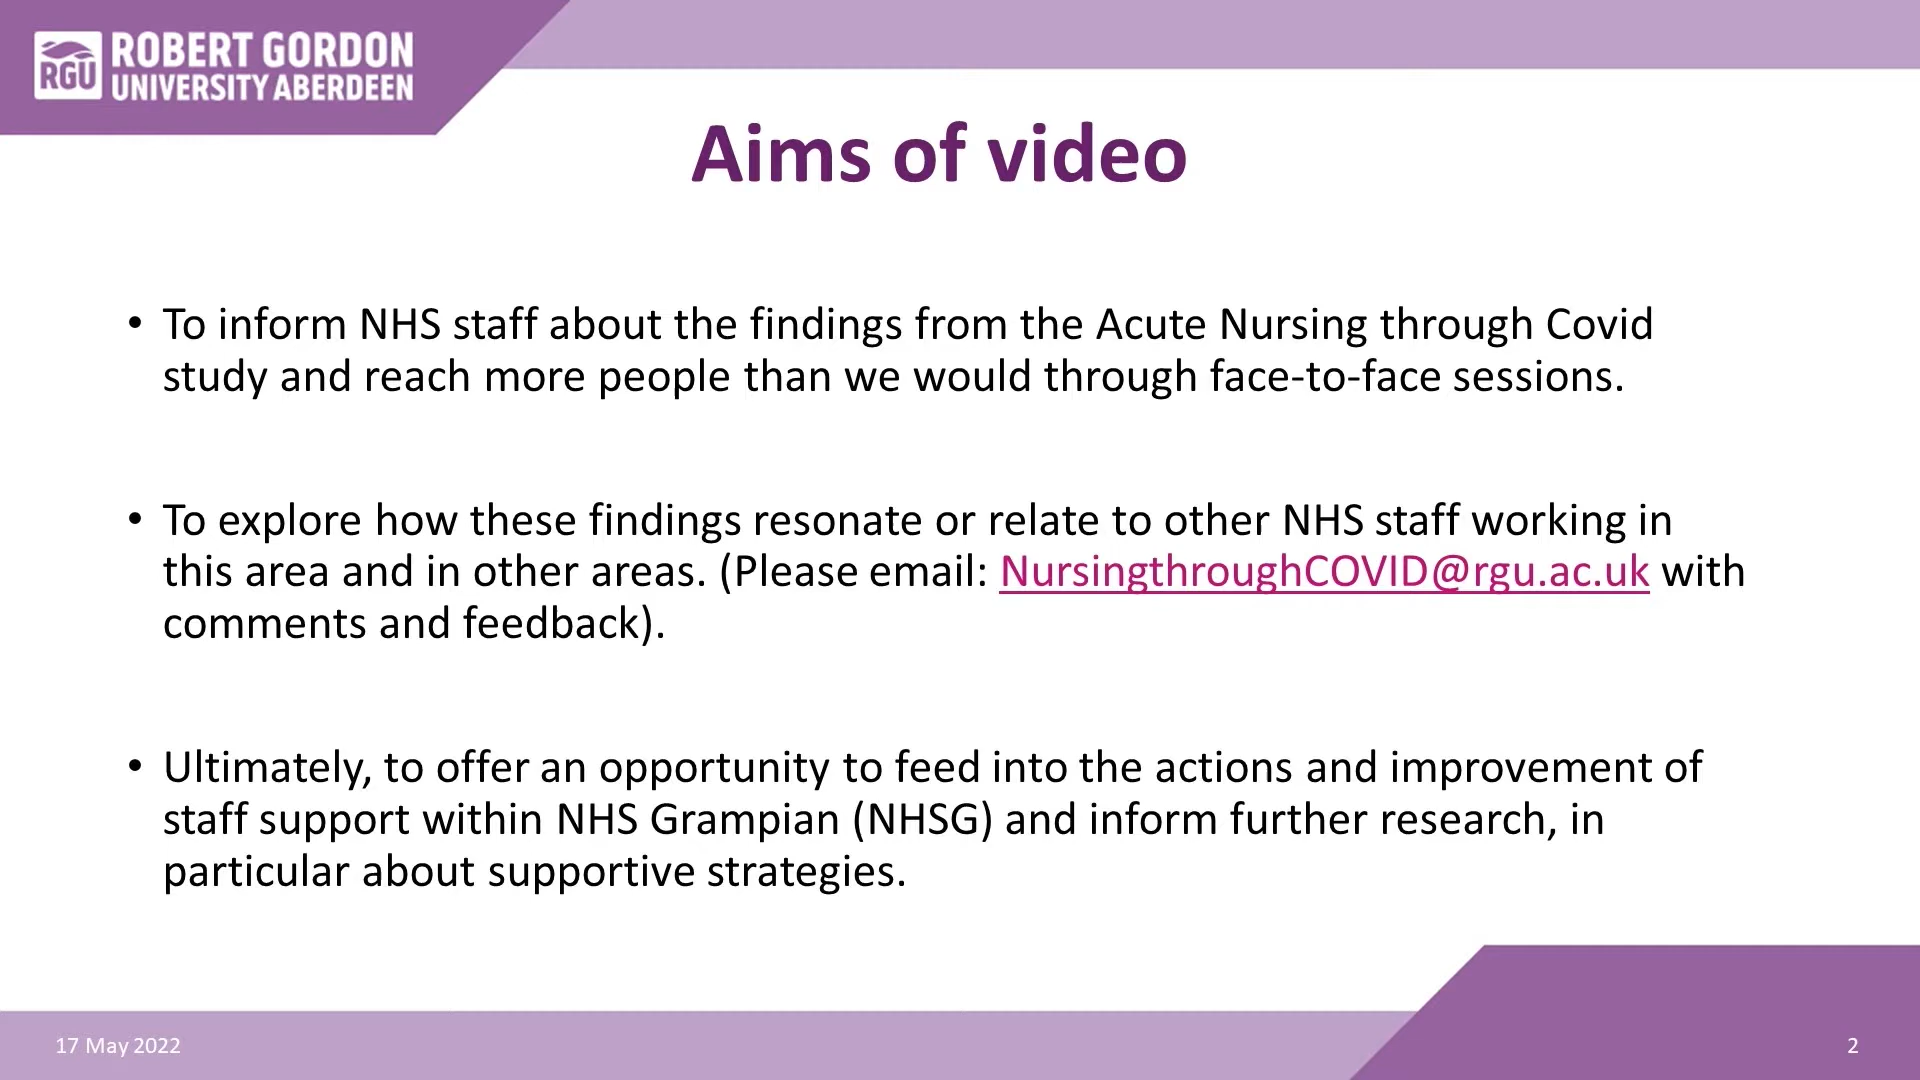 RGU
ROBERT GORDON
UNIVERSITY ABERDEEN
Aims of video
• To inform NHS staff about the findings from the Acute Nursing through Covid
study and reach more people than we would through face-to-face sessions.
• To explore how these findings resonate or relate to other NHS staff working in
this area and in other areas. (Please email: NursingthroughCOVID@rgu.ac.uk with
comments and feedback).
• Ultimately, to offer an opportunity to feed into the actions and improvement of
staff support within NHS Grampian (NHSG) and inform further research, in
particular about supportive strategies.
17 May 2022
2